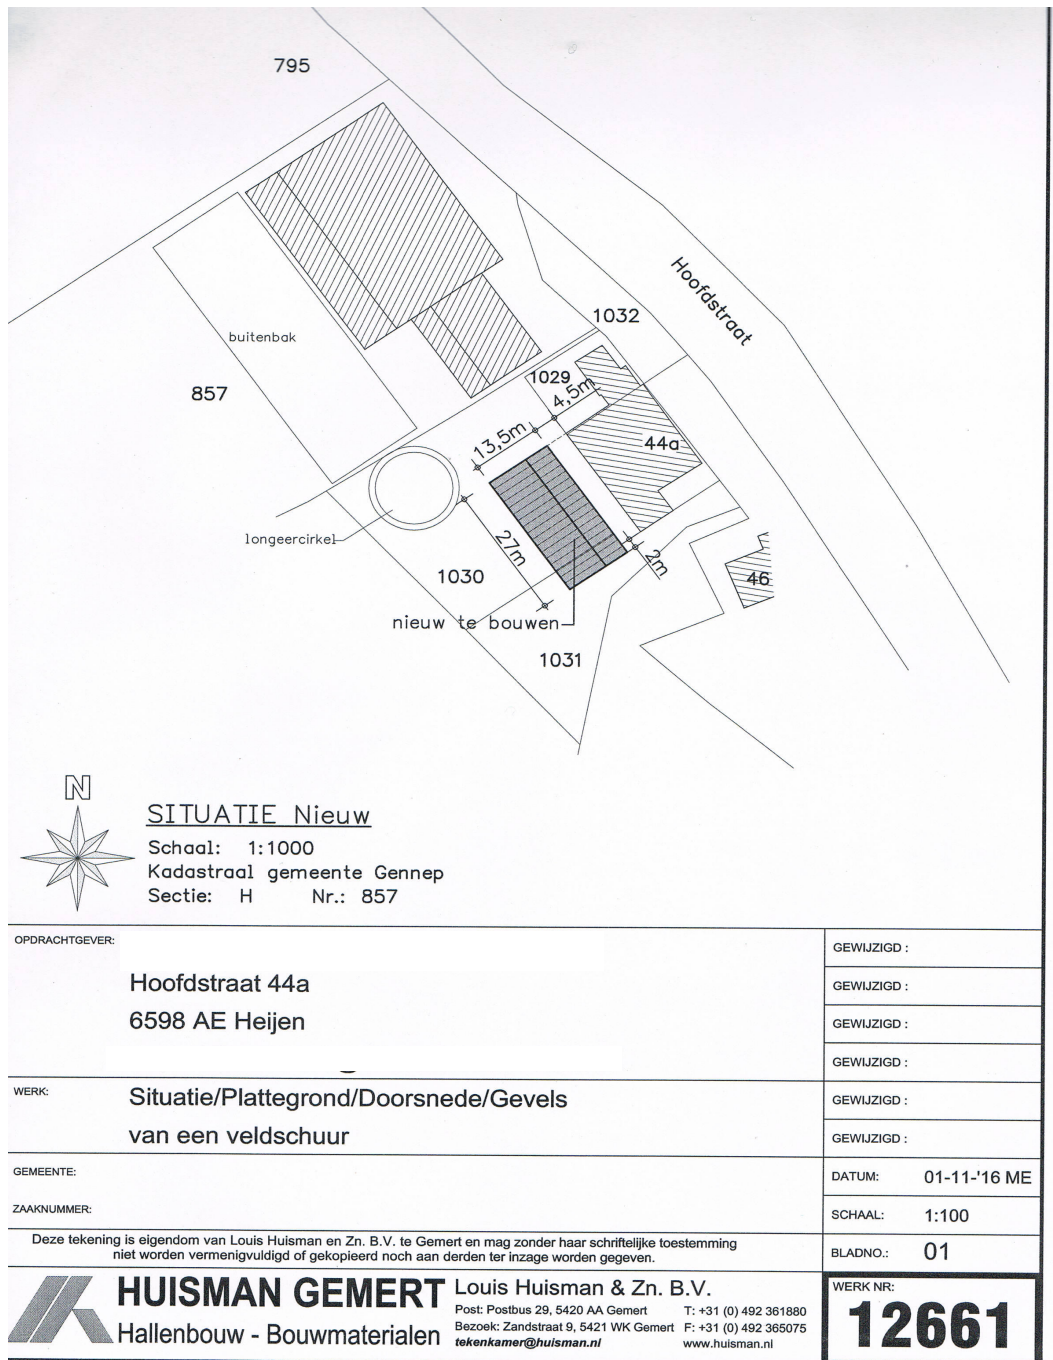 795
Hoofdstraat
1032
buitenbak
1029
857
4,5m
13,5m
44a
longeercirkel
27m
2m
1030
46
nieuw te bouwen
1031
N
SITUATIE Nieuw
Schaal: 1:1000
Kadastraal gemeente Gennep
Sectie: H Nr.: 857
OPDRACHTGEVER:
Hoofdstraat 44a
6598 AE Heijen
GEWIJZIGD :
GEWIJZIGD :
GEWIJZIGD :
GEWIJZIGD :
WERK:
Situatie/Plattegrond/Doorsnede/Gevels
van een veldschuur
GEWIJZIGD :
GEWIJZIGD :
GEMEENTE:
ZAAKNUMMER:
DATUM: 01-11-'16 ME
SCHAAL: 1:100
Deze tekening is eigendom van Louis Huisman en Zn. B.V. te Gemert en mag zonder haar schriftelijke toestemming
niet worden vermenigvuldigd of gekopieerd noch aan derden ter inzage worden gegeven.
BLADNO.: 01
HUISMAN GEMERT
Hallenbouw - Bouwmaterialen
Louis Huisman & Zn. B.V.
Post: Postbus 29, 5420 AA Gemert T: +31 (0) 492 361880
Bezoek: Zandstraat 9, 5421 WK Gemert F: +31 (0) 492 365075
tekenkamer@huisman.nl www.huisman.nl
WERK NR:
12661